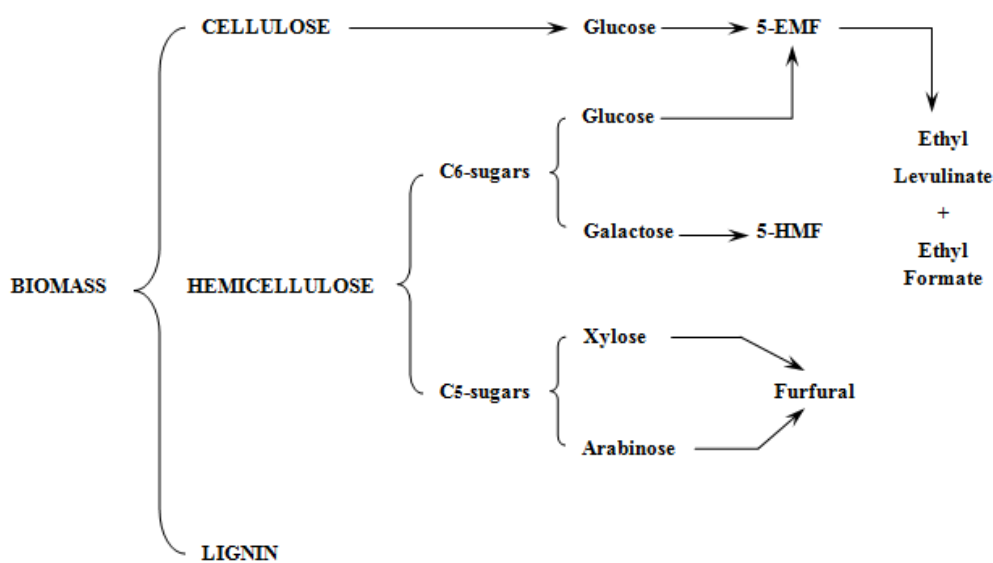 CELLULOSE
Glucose
5-EMF
Glucose
Ethyl
Levulinate
+
Ethyl
Formate
C6-sugars
Galactose
5-HMF
BIOMASS
HEMICELLULOSE
Xylose
C5-sugars
Furfural
Arabinose
LIGNIN